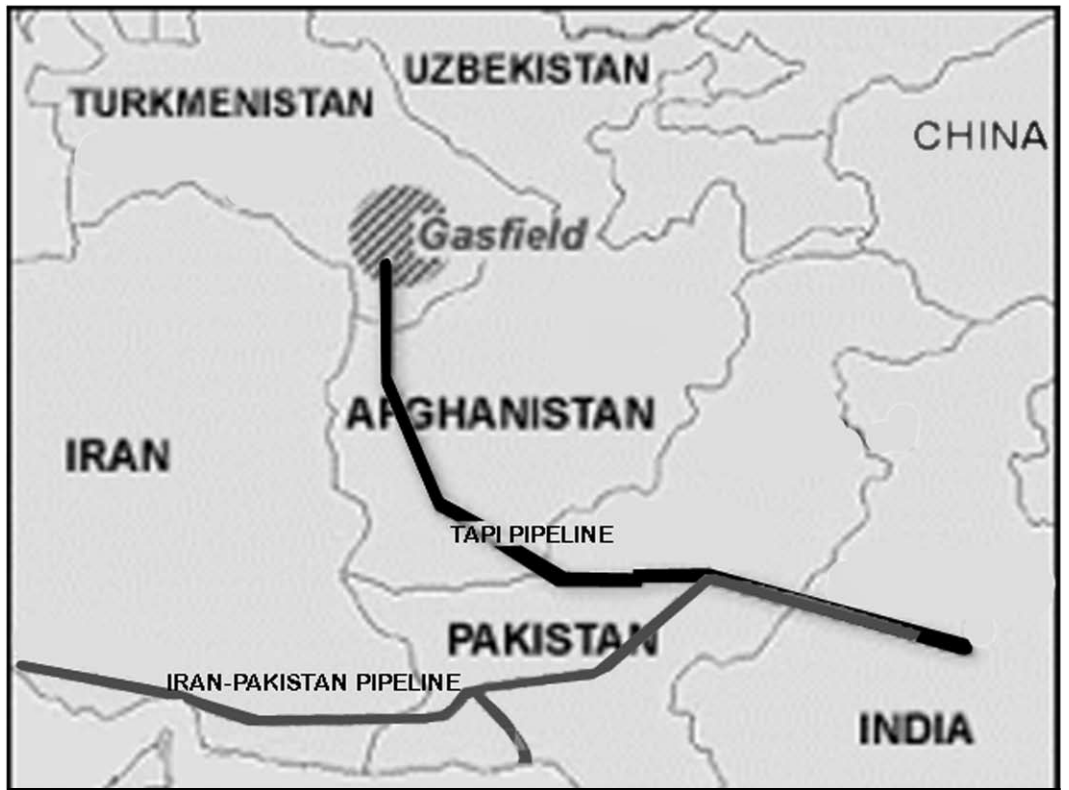 UZBEKISTAN
TURKMENISTAN
CHINA
Gasfield
AFGHANISTAN
IRAN
TAPI PIPELINE
PAKISTAN
IRAN-PAKISTAN PIPELINE
INDIA